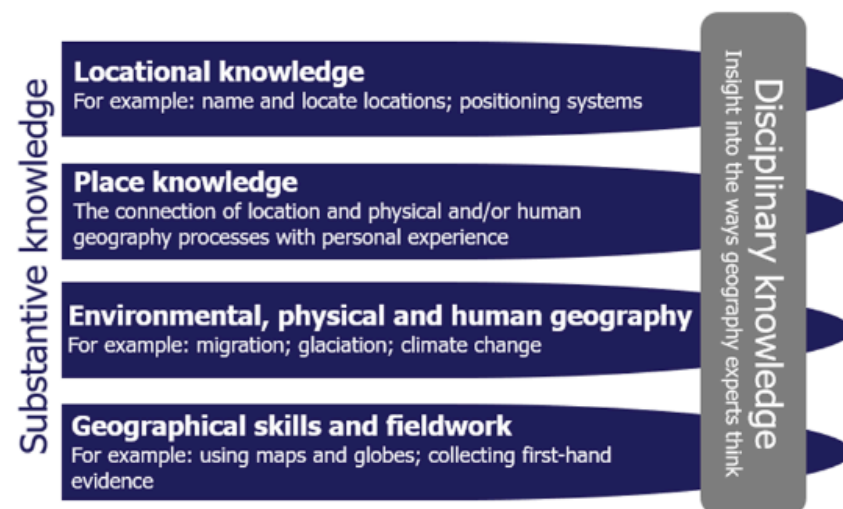 Substantive knowledge
Locational knowledge
For example: name and locate locations; positioning systems
Place knowledge
The connection of location and physical and/or human
geography processes with personal experience
Environmental, physical and human geography
For example: migration; glaciation; climate change
Geographical skills and fieldwork
For example: using maps and globes; collecting first-hand
evidence
Disciplinary knowledge
Insight into the ways geography experts think